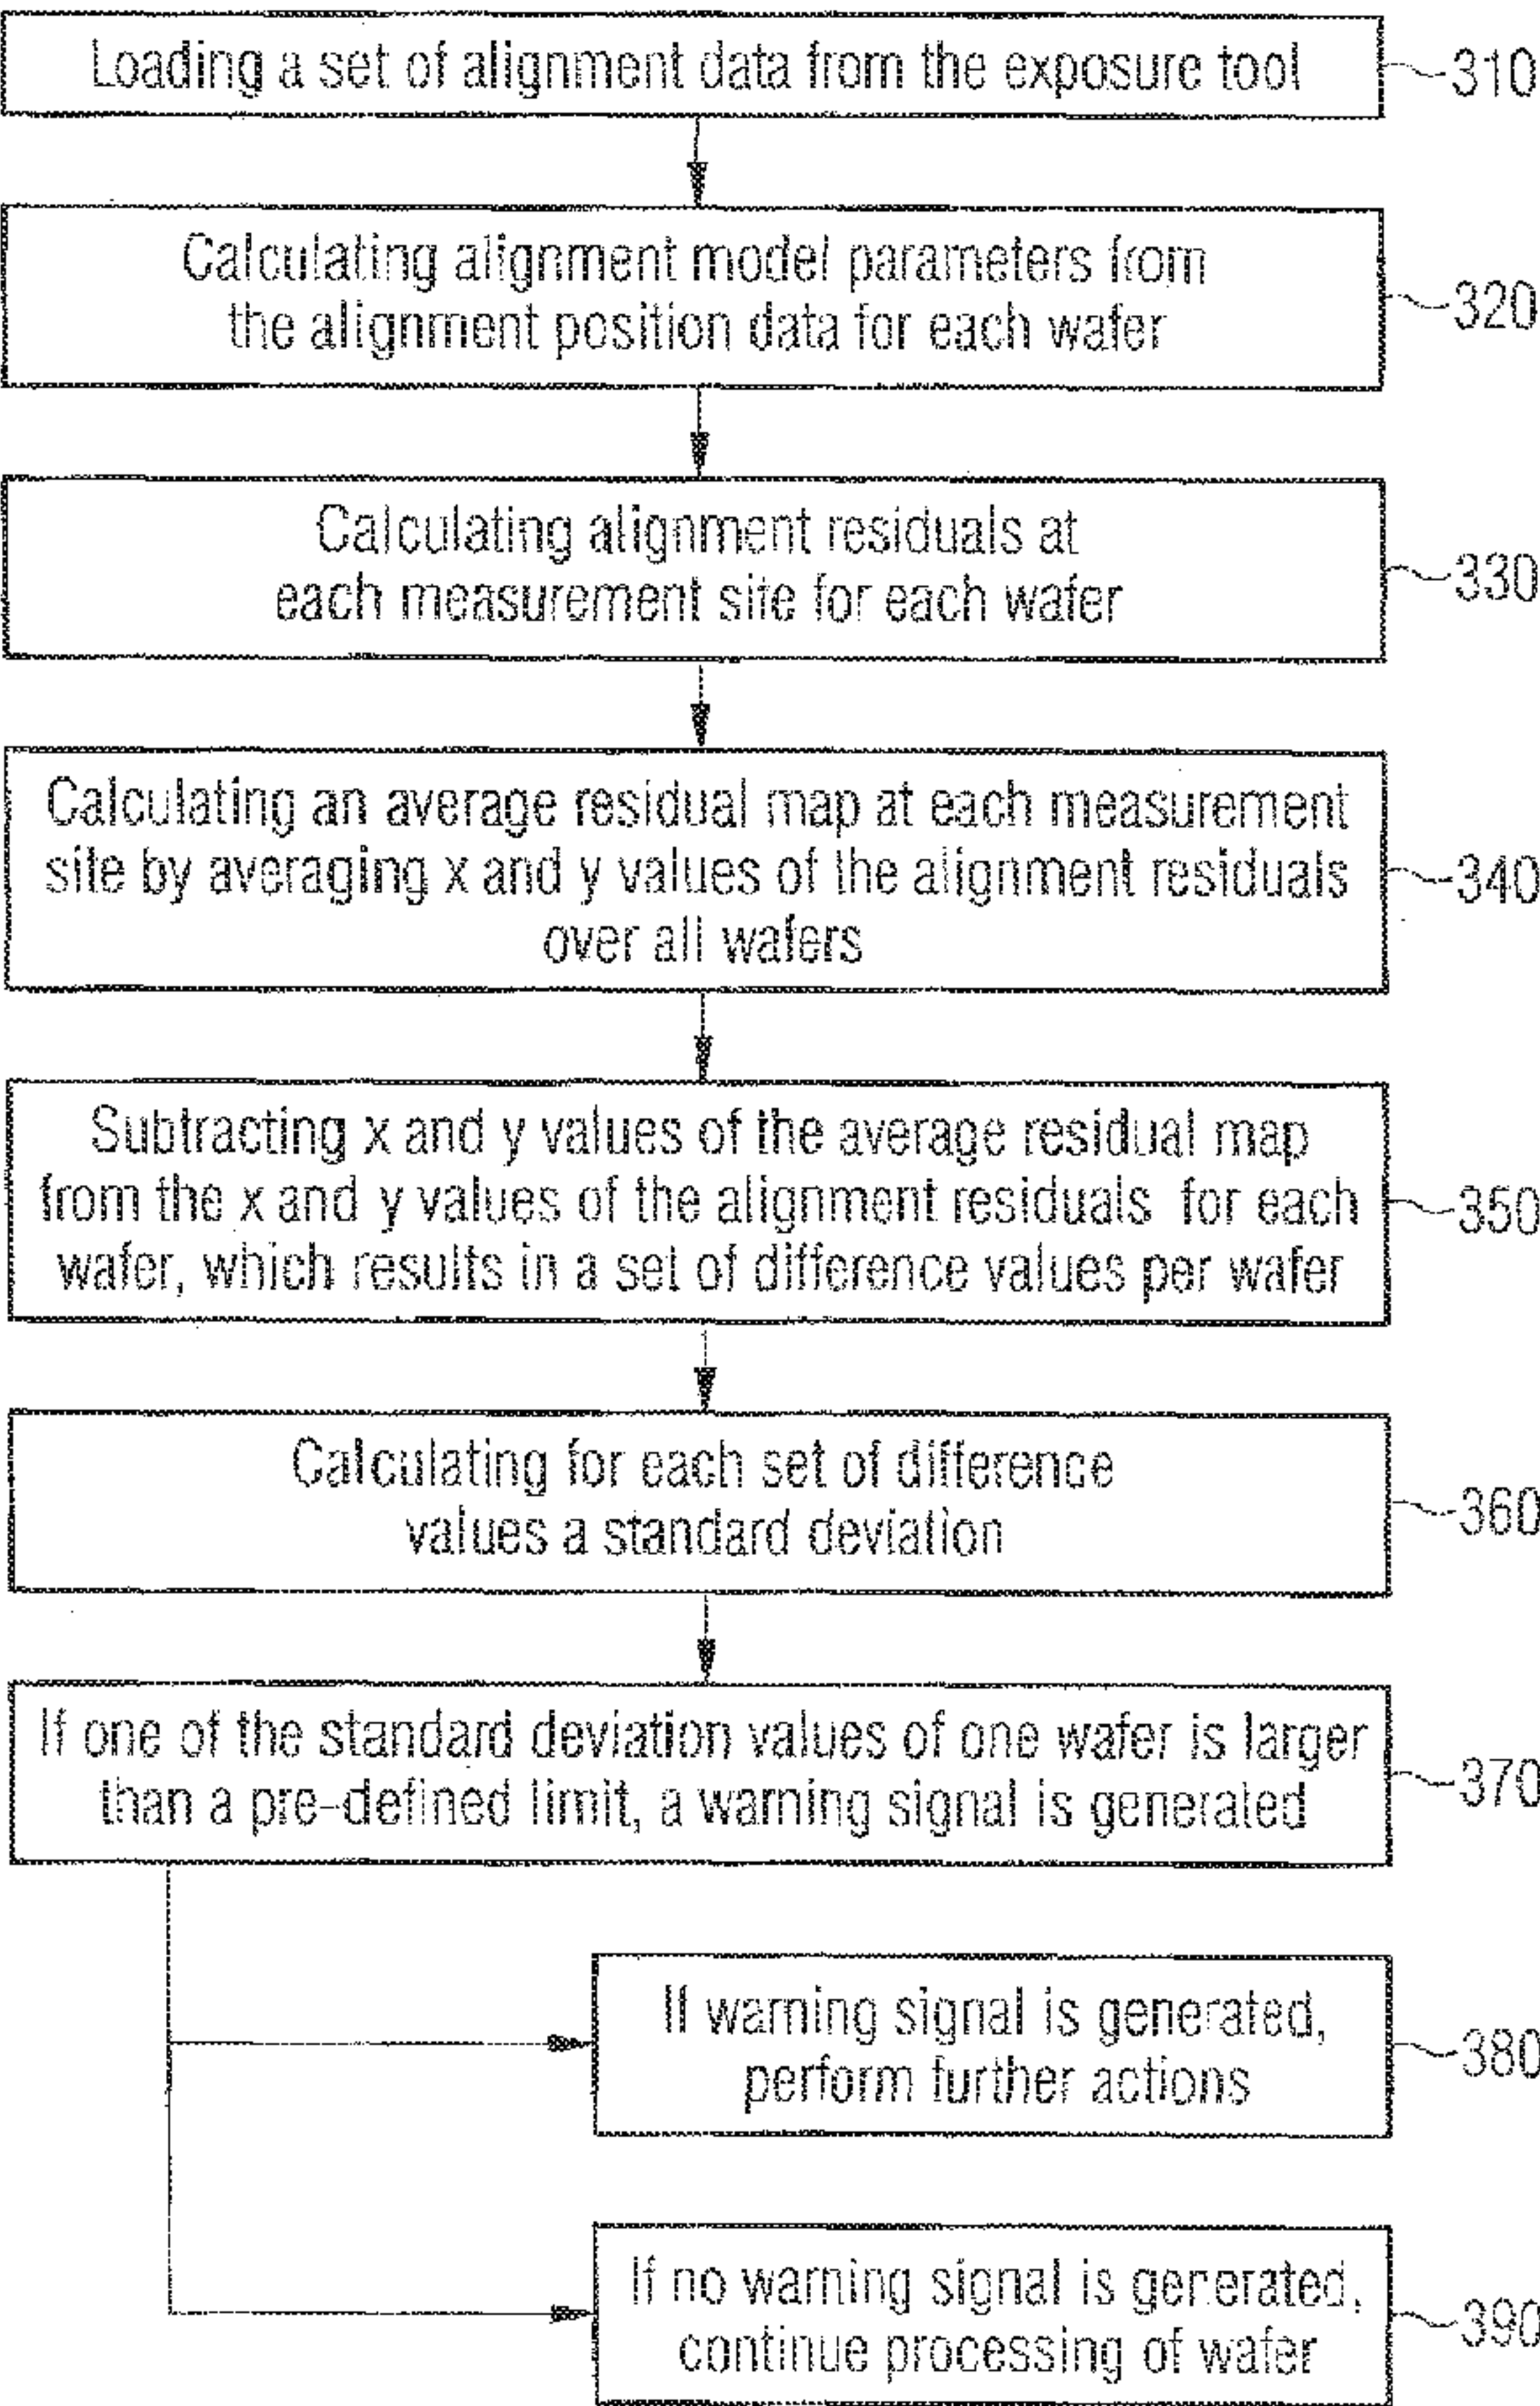 Loading a set of alignment data from the exposure tool
310
Calculating alignment model parameters from
the alignment position data for each wafer
320
Calculating alignment residuals at
each measurement site for each wafer
330
Calculating an average residual map at each measurement
site by averaging x and y values of the alignment residuals
over all wafers
340
Subtracting x and y values of the average residual map
from the x and y values of the alignment residuals for each
wafer, which results in a set of difference values per wafer
350
Calculating for each set of difference
values a standard deviation
360
If one of the standard deviation values of one wafer is larger
than a pre-defined limit, a warning signal is generated
370
If warning signal is generated,
perform further actions
380
If no warning signal is generated,
continue processing of wafer
390